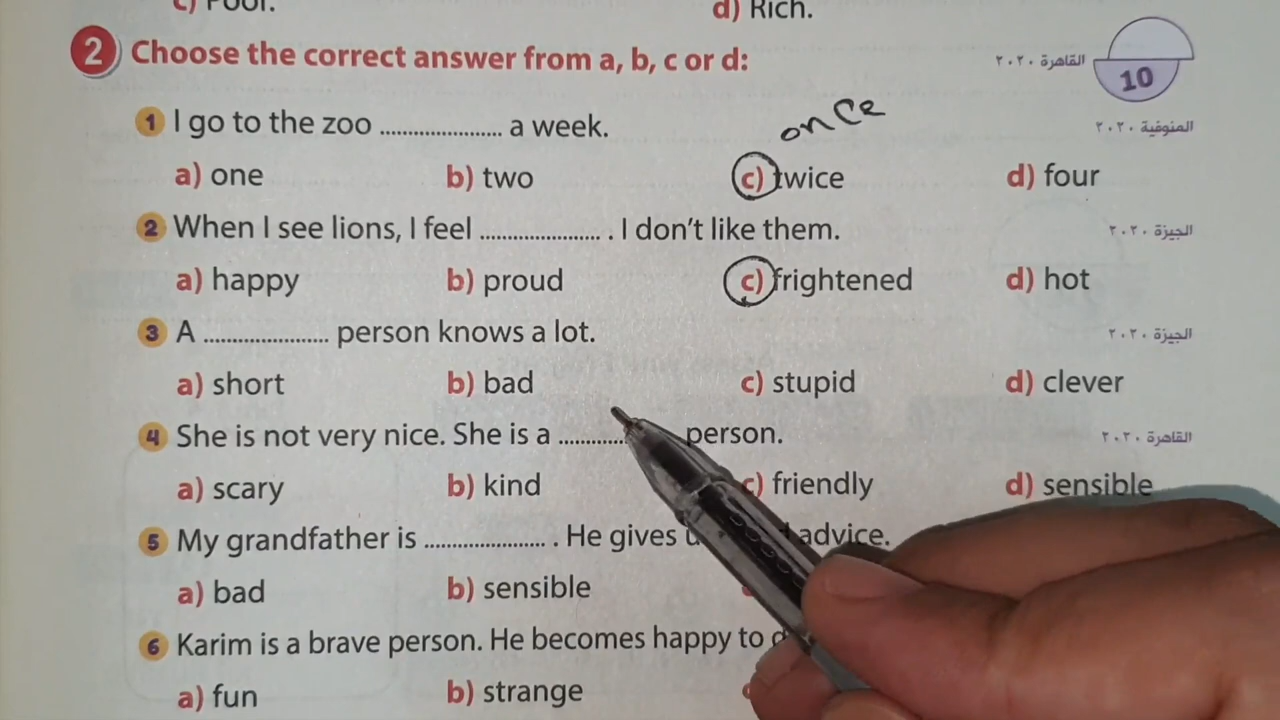 c) Poor. d) Rich.
2 Choose the correct answer from a, b, c or d: القاهرة ٢٠٢٠ 10
once
1 I go to the zoo ...................... a week. المنوفية ٢٠٢٠
a) one b) two c) twice d) four
2 When I see lions, I feel ...................... . I don't like them. الجيزة ٢٠٢٠
a) happy b) proud c) frightened d) hot
3 A ...................... person knows a lot. الجيزة ٢٠٢٠
a) short b) bad c) stupid d) clever
4 She is not very nice. She is a ............ person. القاهرة ٢٠٢٠
a) scary b) kind c) friendly d) sensible
5 My grandfather is ...................... . He gives advice.
a) bad b) sensible
6 Karim is a brave person. He becomes happy to
a) fun b) strange